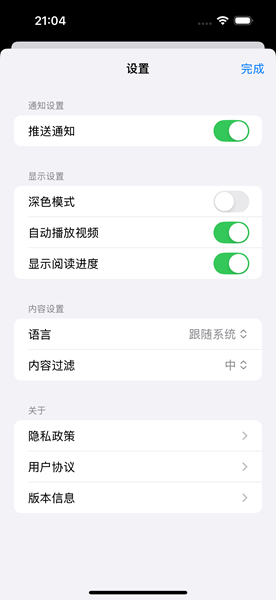 21:04
设置
完成
通知设置
推送通知
显示设置
深色模式
自动播放视频
显示阅读进度
内容设置
语言 跟随系统
内容过滤 中
关于
隐私政策
用户协议
版本信息